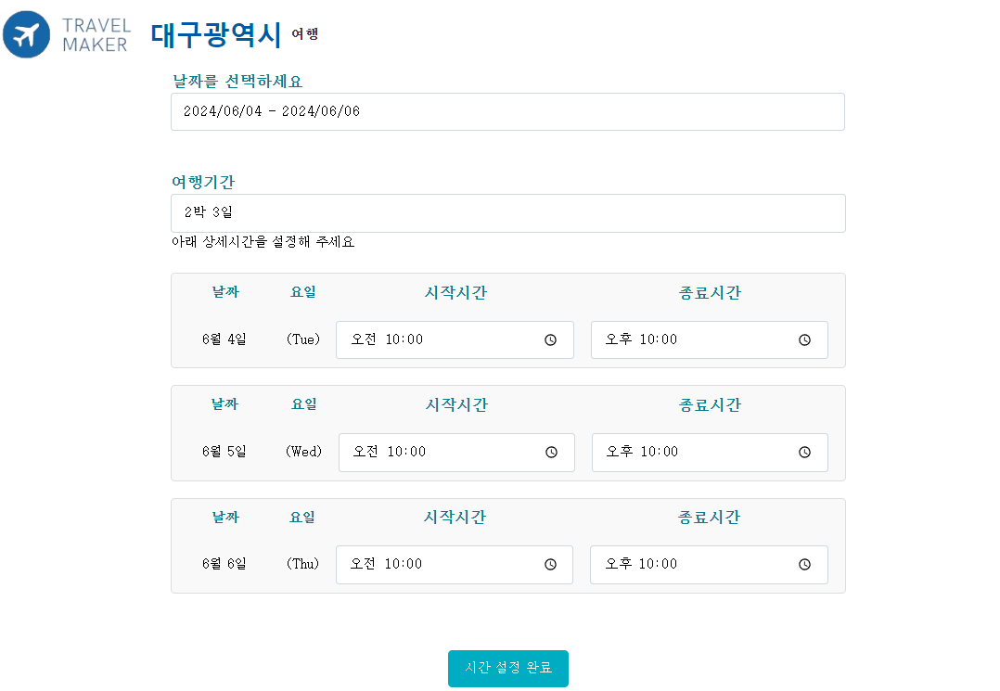 TRAVEL
MAKER
대구광역시 여행
날짜를 선택하세요
2024/06/04 - 2024/06/06
여행기간
2박 3일
아래 상세시간을 설정해 주세요
날짜 요일 시작시간 종료시간
6월 4일 (Tue) 오전 10:00 오후 10:00
날짜 요일 시작시간 종료시간
6월 5일 (Wed) 오전 10:00 오후 10:00
날짜 요일 시작시간 종료시간
6월 6일 (Thu) 오전 10:00 오후 10:00
시간 설정 완료